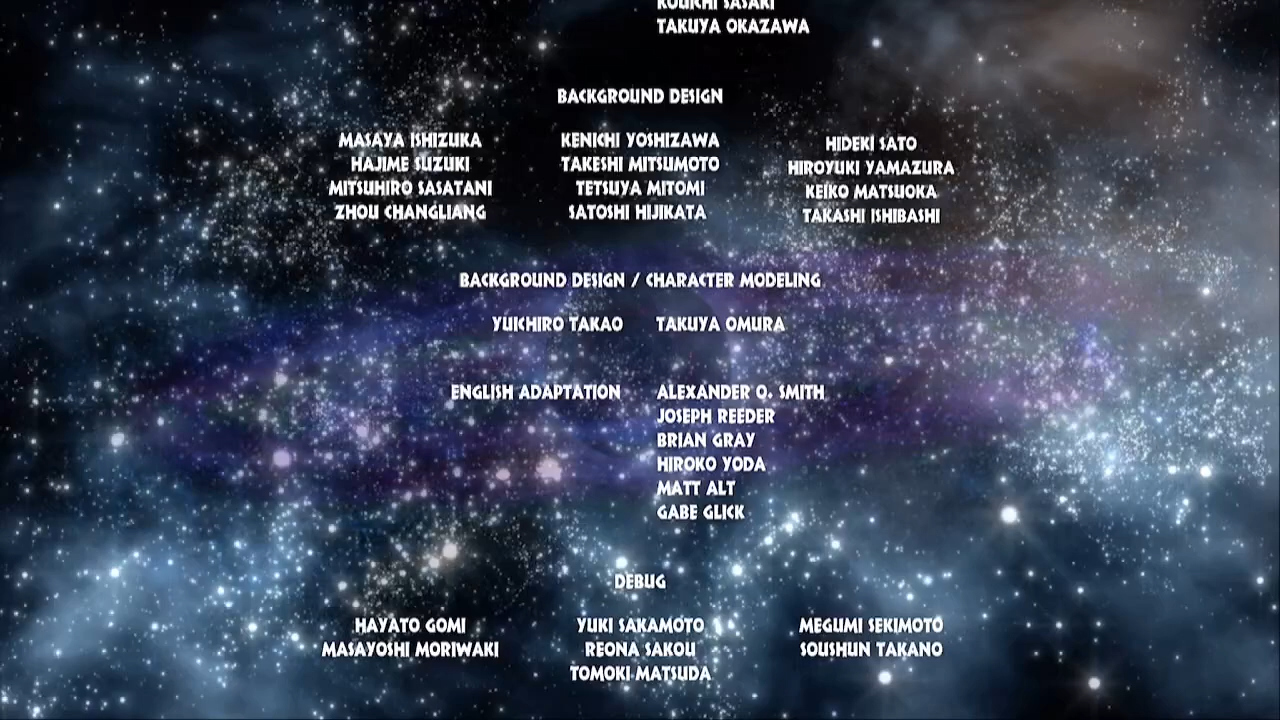 KOUICHI SASAKI
TAKUYA OKAZAWA
BACKGROUND DESIGN
MASAYA ISHIZUKA
HAJIME SUZUKI
MITSUHIRO SASATANI
ZHOU CHANGLIANG
KENICHI YOSHIZAWA
TAKESHI MITSUMOTO
TETSUYA MITOMI
SATOSHI HIJIKATA
HIDEKI SATO
HIROYUKI YAMAZURA
KEIKO MATSUOKA
TAKASHI ISHIBASHI
BACKGROUND DESIGN / CHARACTER MODELING
YUICHIRO TAKAO TAKUYA OMURA
ENGLISH ADAPTATION ALEXANDER O. SMITH
JOSEPH REEDER
BRIAN GRAY
HIROKO YODA
MATT ALT
GABE GLICK
DEBUG
HAYATO GOMI
MASAYOSHI MORIWAKI
YUKI SAKAMOTO
REONA SAKOU
TOMOKI MATSUDA
MEGUMI SEKIMOTO
SOUSHUN TAKANO